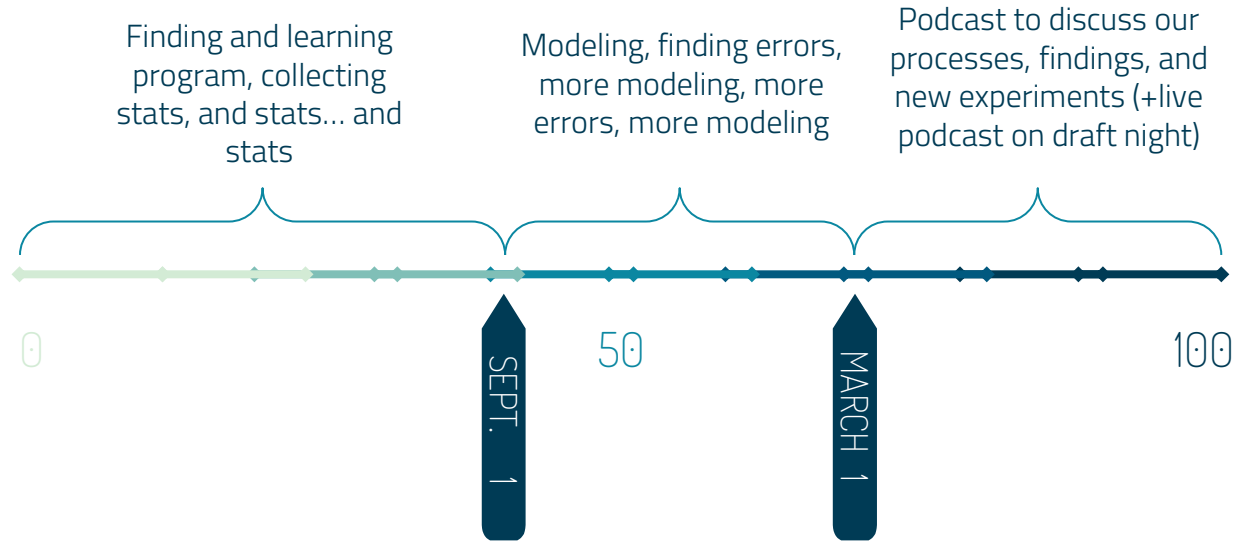 Finding and learning
program, collecting
stats, and stats... and
stats
Modeling, finding errors,
more modeling, more
errors, more modeling
Podcast to discuss our
processes, findings, and
new experiments (+live
podcast on draft night)
0
50
100
SEPT. 1
MARCH 1